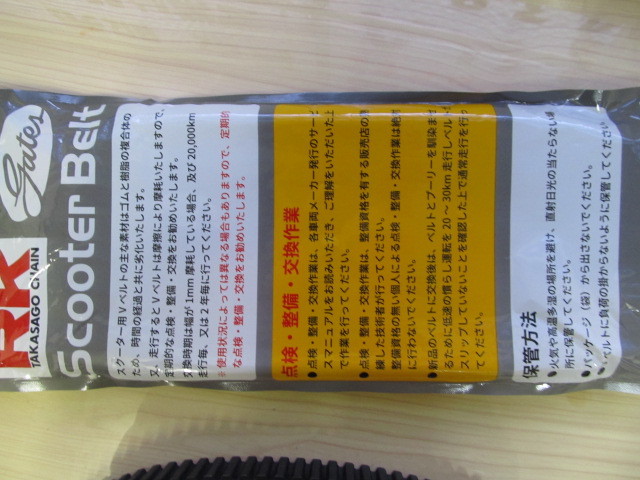 Gates
RK
TAKASAGO CHAIN
Scooter Belt
スクーター用Vベルトの主な素材はゴムと樹脂の複合体の
ため、時間の経過と共に劣化いたします。
又、走行するとVベルトは動擦により摩耗いたしますので、
定期的な点検・整備・交換をお勧めいたします。
交換時期は幅が1mm摩耗している場合、及び20,000km
走行毎、又は2年毎に行ってください。
※使用状況によっては異なる場合もありますので、定期的
な点検・整備・交換をお勧めいたします。
点検・整備・交換作業
●点検・整備・交換作業は、各車両メーカー発行のサービ
スマニュアルをお読みいただき、ご理解をいただいた上
で作業を行ってください。
●点検・整備・交換作業は、整備資格を有する販売店の
練した技術者が行ってください。
整備資格の無い個人による点検・整備・交換作業は絶対
に行わないでください。
●新品のベルトに交換後は、ベルトとプーリーを馴染ませ
るために低速の慣らし運転を20～30km走行しベルト
スリップしていないことを確認した上で通常走行を行っ
てください。
保管方法
●火気や高温多湿の場所を避け、直射日光の当たらない
所に保管してください。
●パッケージ（袋）から出さないでください。
●ベルトに負荷の掛からないように保管してください。